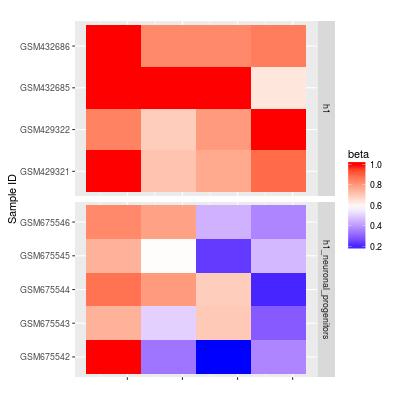 GSM432686
GSM432685
GSM429322
GSM429321
h1
GSM675546
GSM675545
GSM675544
GSM675543
GSM675542
h1_neuronal_progenitors
Sample ID
beta
1.0
0.8
0.6
0.4
0.2